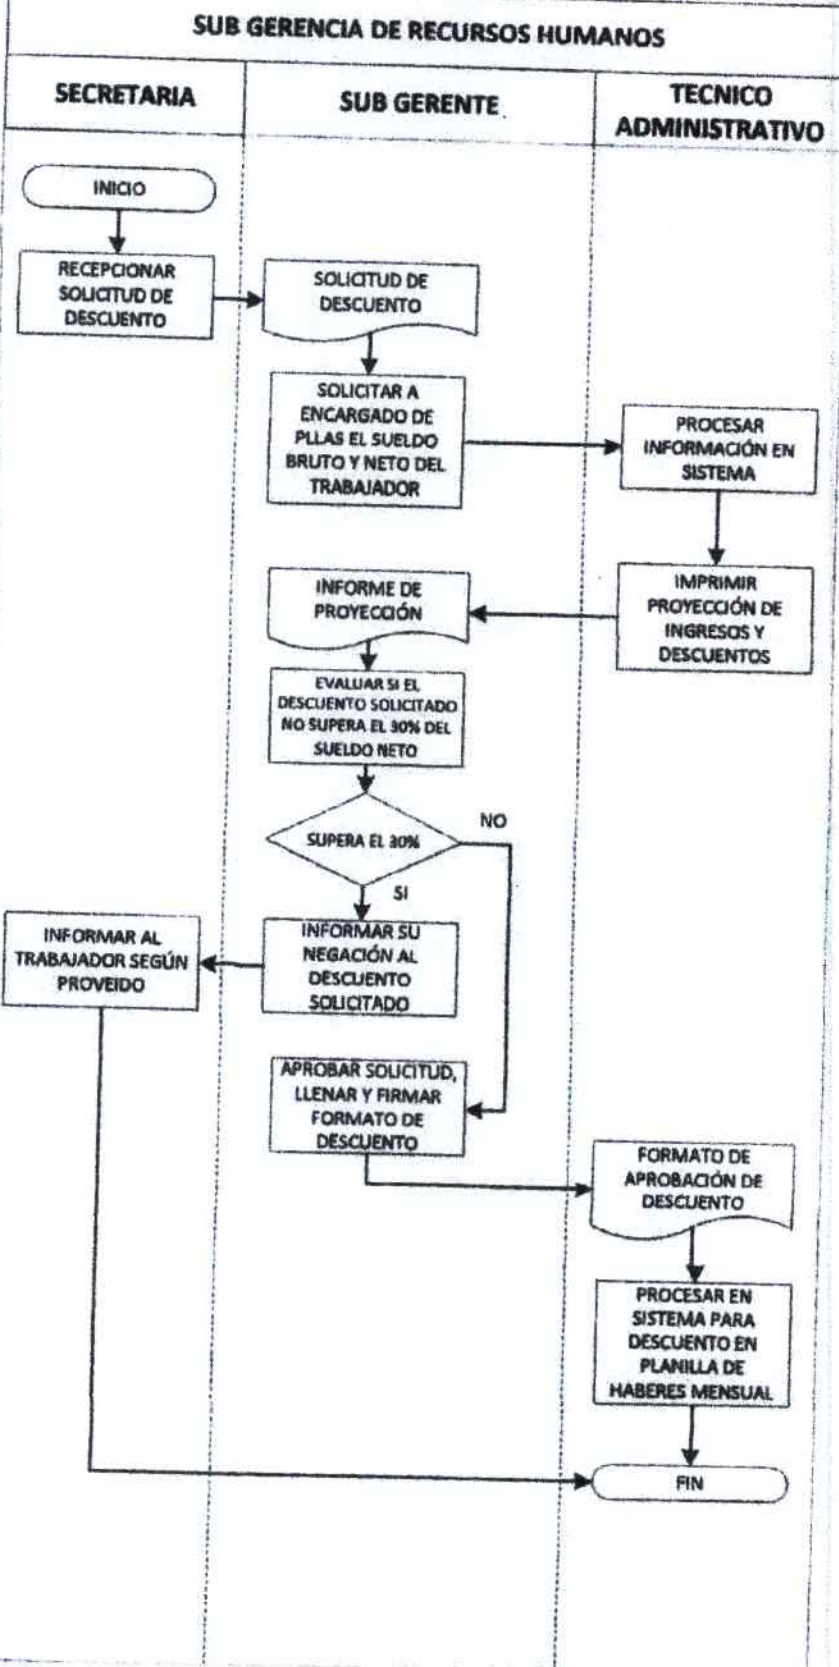 SUB GERENCIA DE RECURSOS HUMANOS
SECRETARIA
SUB GERENTE
TECNICO
ADMINISTRATIVO
INICIO
RECEPCIONAR
SOLICITUD DE
DESCUENTO
SOLICITUD DE
DESCUENTO
SOLICITAR A
ENCARGADO DE
PLLAS EL SUELDO
BRUTO Y NETO DEL
TRABAJADOR
PROCESAR
INFORMACIÓN EN
SISTEMA
IMPRIMIR
PROYECCIÓN DE
INGRESOS Y
DESCUENTOS
INFORME DE
PROYECCIÓN
EVALUAR SI EL
DESCUENTO SOLICITADO
NO SUPERA EL 30% DEL
SUELDO NETO
SUPERA EL 30%
NO
SI
INFORMAR SU
NEGACIÓN AL
DESCUENTO
SOLICITADO
INFORMAR AL
TRABAJADOR SEGÚN
PROVEIDO
APROBAR SOLICITUD,
LLENAR Y FIRMAR
FORMATO DE
DESCUENTO
FORMATO DE
APROBACIÓN DE
DESCUENTO
PROCESAR EN
SISTEMA PARA
DESCUENTO EN
PLANILLA DE
HABERES MENSUAL
FIN